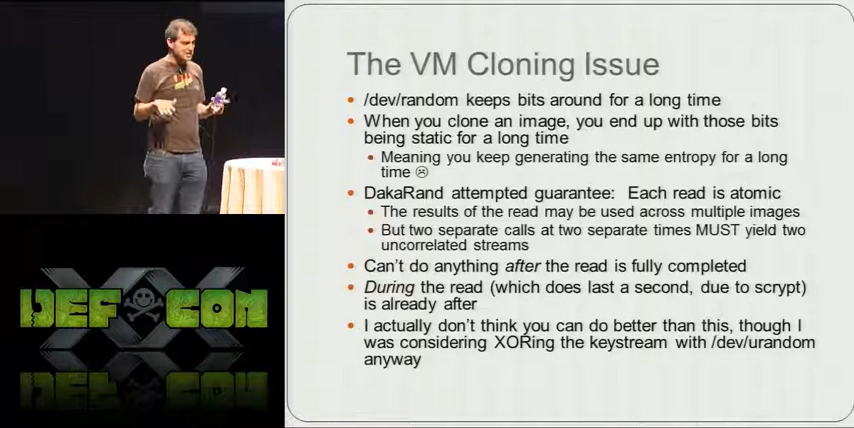 The VM Cloning Issue
/dev/random keeps bits around for a long time
When you clone an image, you end up with those bits
being static for a long time
Meaning you keep generating the same entropy for a long
time ☹
DakaRand attempted guarantee: Each read is atomic
The results of the read may be used across multiple images
But two separate calls at two separate times MUST yield two
uncorrelated streams
Can't do anything after the read is fully completed
During the read (which does last a second, due to scrypt)
is already after
I actually don't think you can do better than this, though I
was considering XORing the keystream with /dev/urandom
anyway
XX
DEF CON